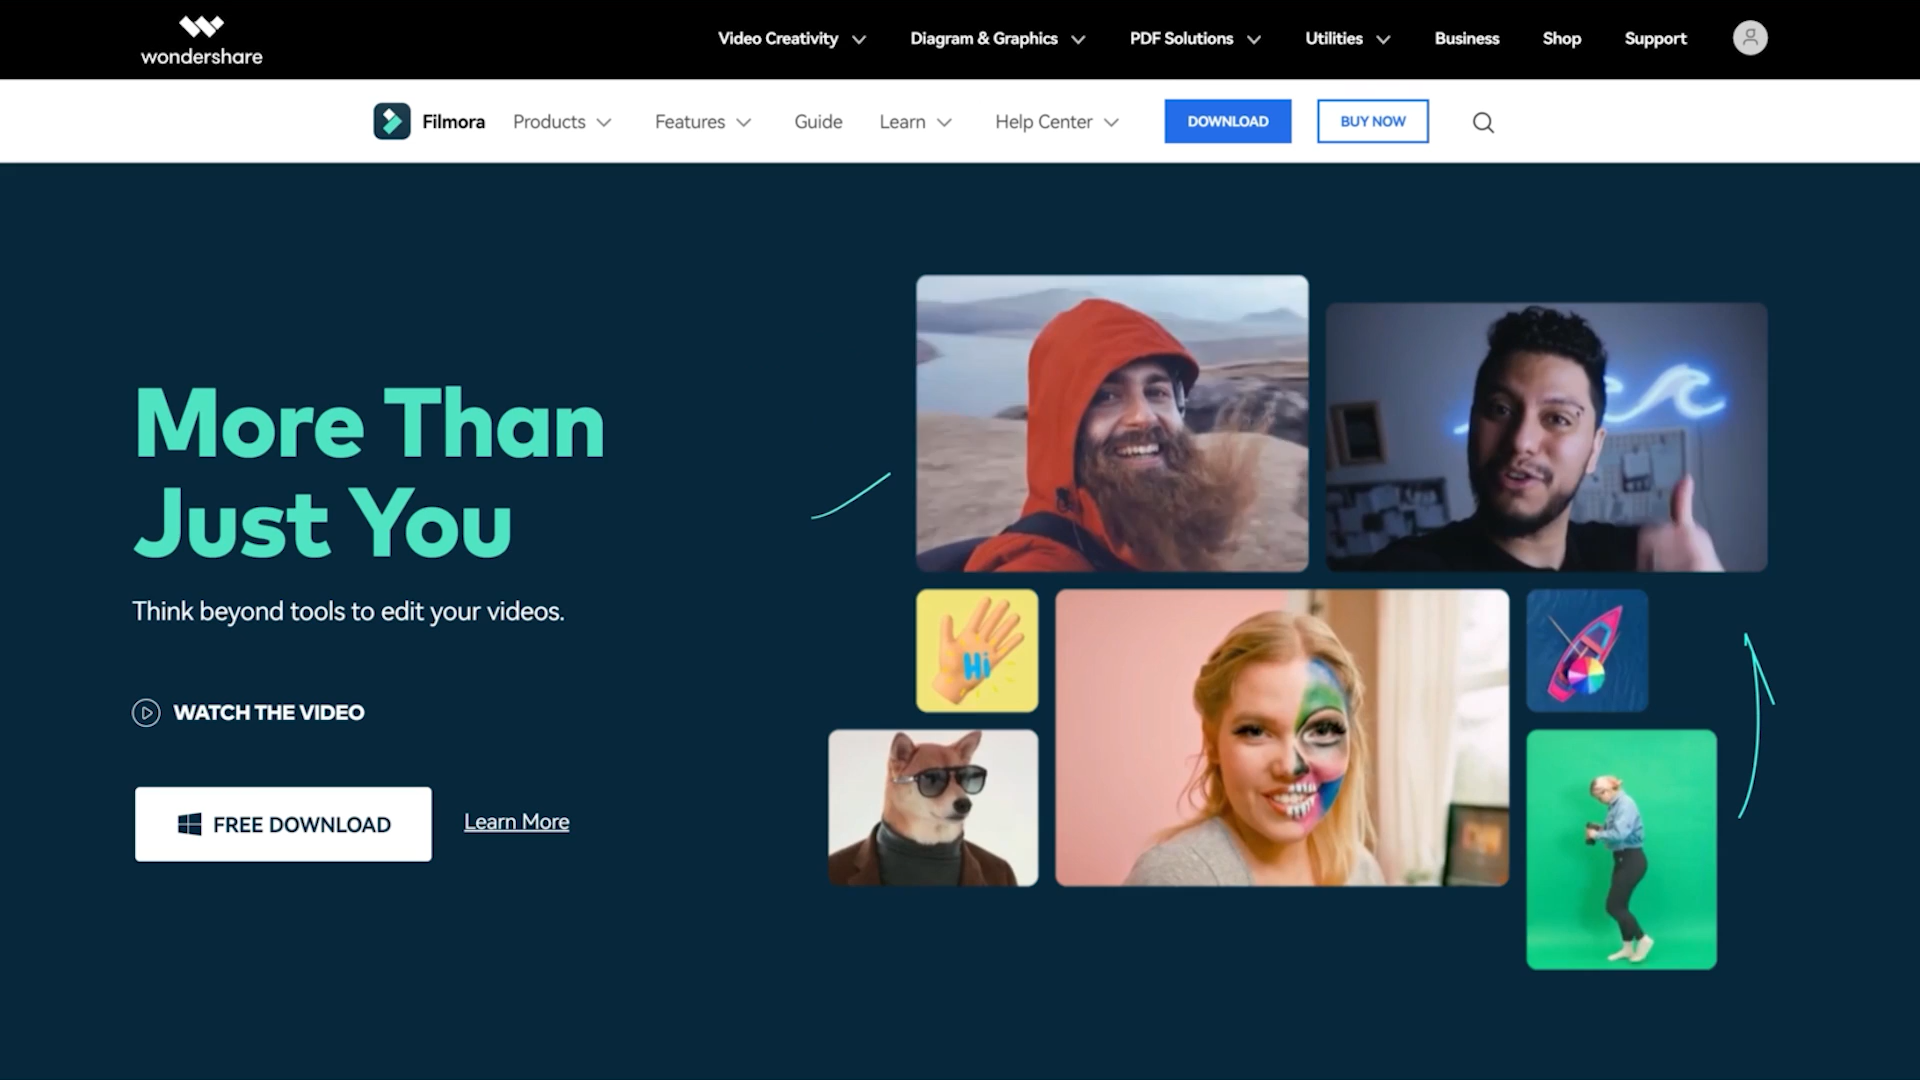 wondershare
Video Creativity
Diagram & Graphics
PDF Solutions
Utilities
Business
Shop
Support
Filmora
Products
Features
Guide
Learn
Help Center
DOWNLOAD
BUY NOW
More Than
Just You
Think beyond tools to edit your videos.
WATCH THE VIDEO
FREE DOWNLOAD
Learn More
Hi